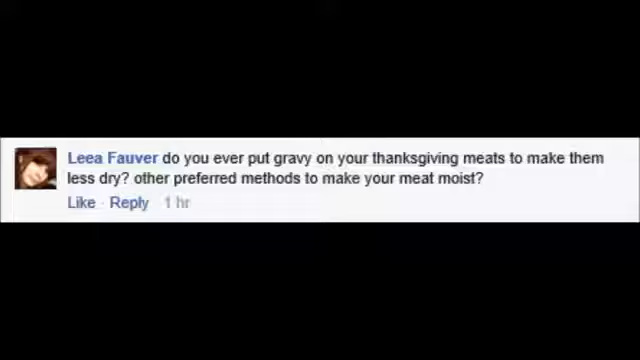 Leea Fauver do you ever put gravy on your thanksgiving meats to make them
less dry? other preferred methods to make your meat moist?
Like · Reply 1 hr